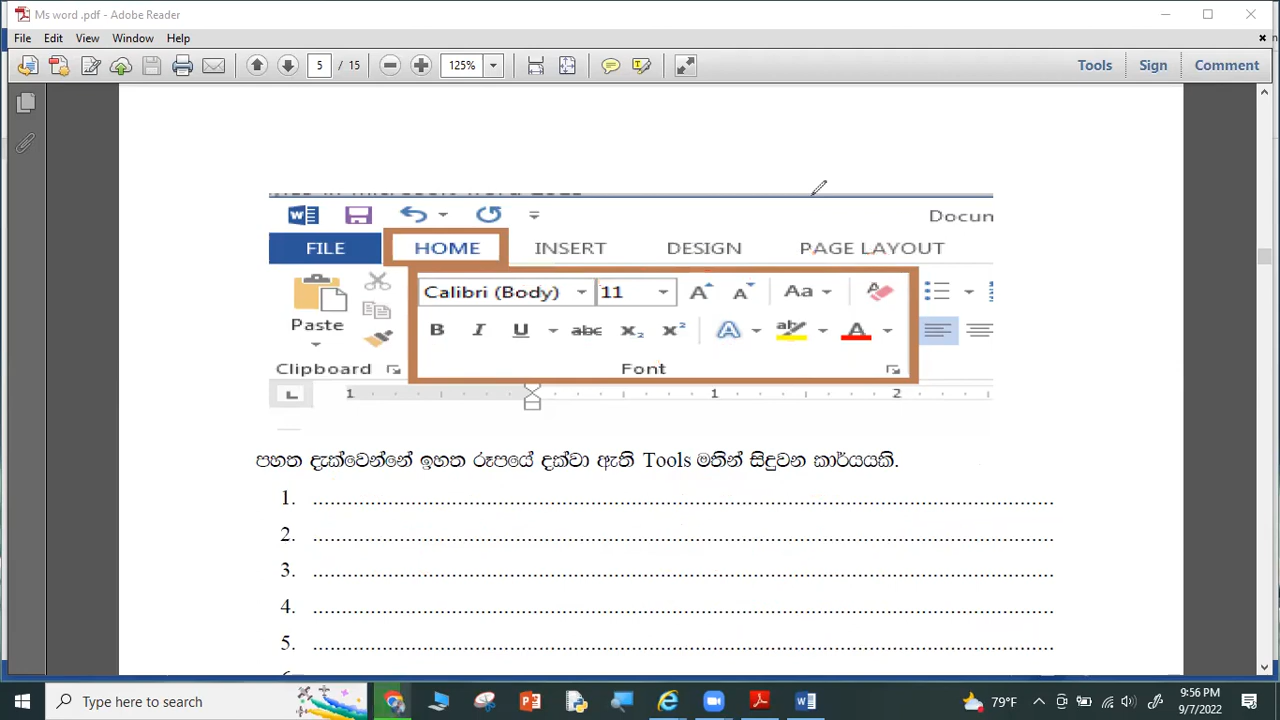 Ms word .pdf - Adobe Reader
File Edit View Window Help
5 / 15 125% Tools Sign Comment
Docun
FILE HOME INSERT DESIGN PAGE LAYOUT
Calibri (Body) 11 A A Aa
Paste B I U abc X₂ X² A aby A
Clipboard Font
L 1 1 2
පහත දැක්වෙන්නේ ඉහත රූපයේ දක්වා ඇති Tools මතින් සිදුවන කාර්යයකි.
1. ........................................................................................................
2. ........................................................................................................
3. ........................................................................................................
4. ........................................................................................................
5. ........................................................................................................
Type here to search 79°F 9:56 PM
9/7/2022